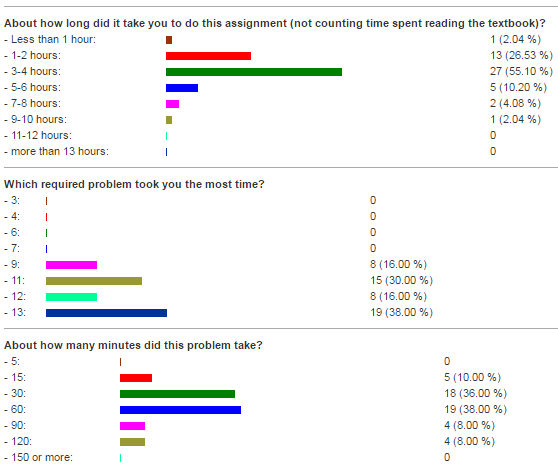 About how long did it take you to do this assignment (not counting time spent reading the textbook)?
- Less than 1 hour: 1 (2.04 %)
- 1-2 hours: 13 (26.53 %)
- 3-4 hours: 27 (55.10 %)
- 5-6 hours: 5 (10.20 %)
- 7-8 hours: 2 (4.08 %)
- 9-10 hours: 1 (2.04 %)
- 11-12 hours: 0
- more than 13 hours: 0
Which required problem took you the most time?
- 3: 0
- 4: 0
- 6: 0
- 7: 0
- 9: 8 (16.00 %)
- 11: 15 (30.00 %)
- 12: 8 (16.00 %)
- 13: 19 (38.00 %)
About how many minutes did this problem take?
- 5: 0
- 15: 5 (10.00 %)
- 30: 18 (36.00 %)
- 60: 19 (38.00 %)
- 90: 4 (8.00 %)
- 120: 4 (8.00 %)
- 150 or more: 0